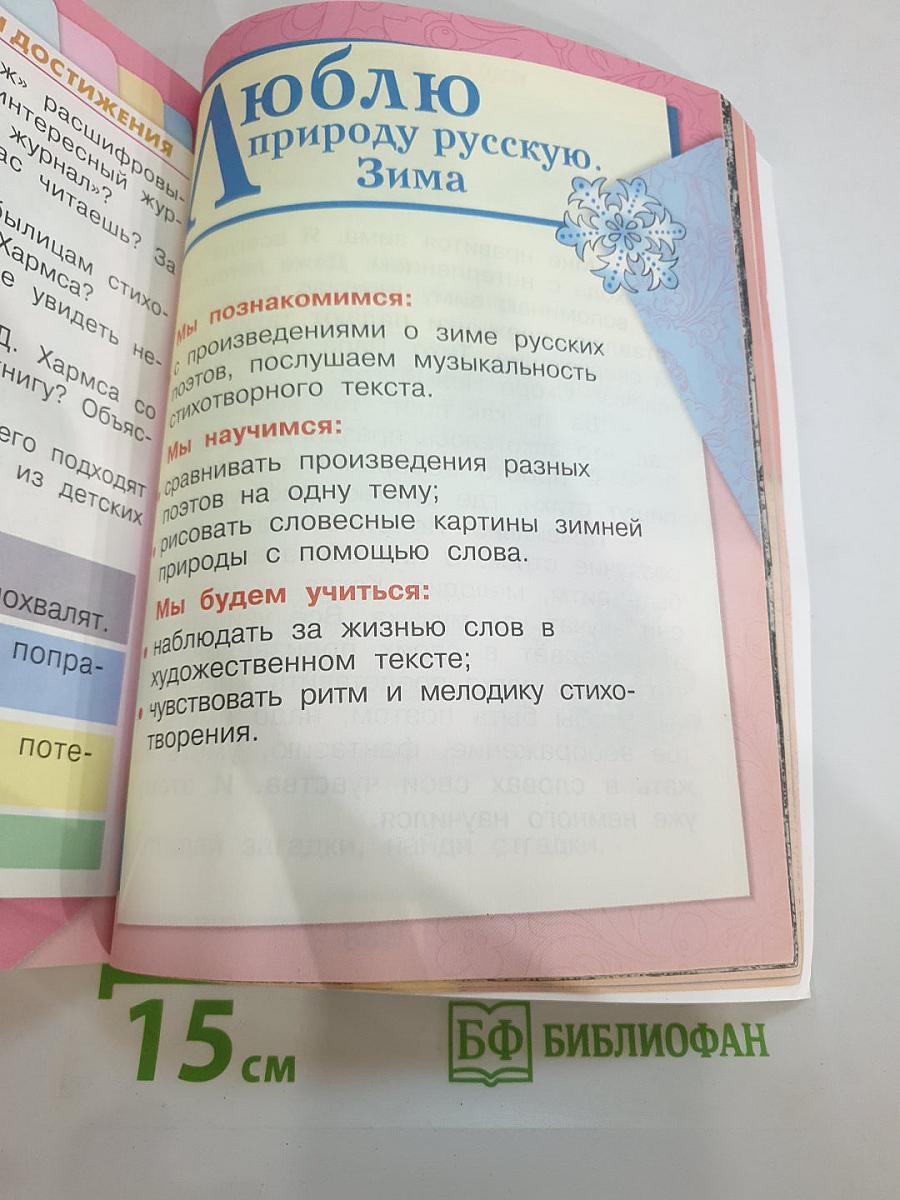 ДОСТИЖЕНИЯ
ж» расшифровы-
интересный жур-
журнал»?
ас читаешь? За
былицам стихо-
Хармса?
е увидеть не-
Д. Хармса со
книгу? Объяс-
его подходят
из детских
похвалят.
попра-
поте-
Люблю
природу русскую.
Зима
Мы познакомимся:
с произведениями о зиме русских
поэтов, послушаем музыкальность
стихотворного текста.
Мы научимся:
сравнивать произведения разных
поэтов на одну тему;
• рисовать словесные картины зимней
природы с помощью слова.
Мы будем учиться:
• наблюдать за жизнью слов в
художественном тексте;
• чувствовать ритм и мелодику стихо-
творения.
15 см
БФ БИБЛИОФАН